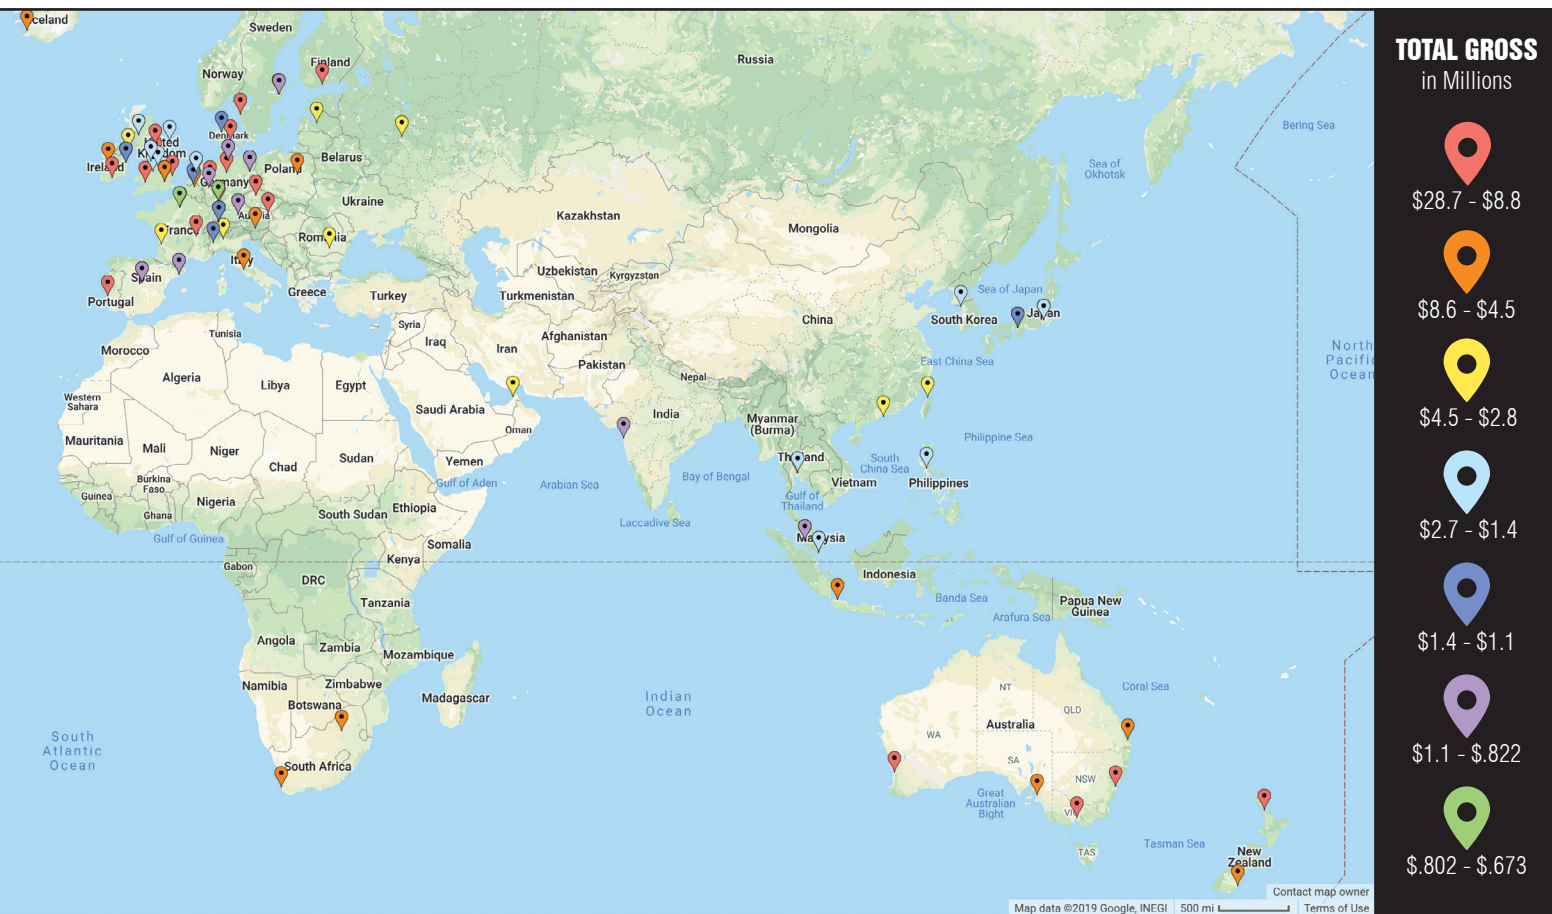 celand
Sweden
Finland
Norway
Russia
Bering Sea
Sea of
Okhotsk
Denmark
United
Kingdom
Ireland
Belarus
Poland
Germany
Ukraine
Austria
France
Romania
Kazakhstan
Mongolia
Italy
Spain
Portugal
Greece
Turkey
Uzbekistan
Kyrgyzstan
Turkmenistan
Sea of Japan
South Korea
Japan
China
Tunisia
Syria
Morocco
Iraq
Iran
Afghanistan
Pakistan
East China Sea
North
Pacific
Ocean
Algeria
Libya
Egypt
Nepal
Western
Sahara
Saudi Arabia
India
Myanmar
(Burma)
Oman
Philippine Sea
Mauritania
Mali
Niger
Chad
Sudan
Yemen
Thailand
South
China Sea
Vietnam
Philippines
Burkina
Faso
Gulf of Aden
Arabian Sea
Bay of Bengal
Guinea
Nigeria
Ghana
South Sudan
Ethiopia
Gulf of
Thailand
Laccadive Sea
Gulf of Guinea
Somalia
Malaysia
Gabon
Kenya
DRC
Indonesia
Tanzania
Banda Sea
Papua New
Guinea
Arafura Sea
Angola
Zambia
Mozambique
Namibia
Zimbabwe
Botswana
Madagascar
Indian
Ocean
NT
Coral Sea
QLD
Australia
WA
South
Atlantic
Ocean
South Africa
SA
NSW
Great
Australian
Bight
VIC
TAS
Tasman Sea
New
Zealand
Contact map owner
Map data ©2019 Google, INEGI
500 mi
Terms of Use
TOTAL GROSS
in Millions
$28.7 - $8.8
$8.6 - $4.5
$4.5 - $2.8
$2.7 - $1.4
$1.4 - $1.1
$1.1 - $.822
$.802 - $.673